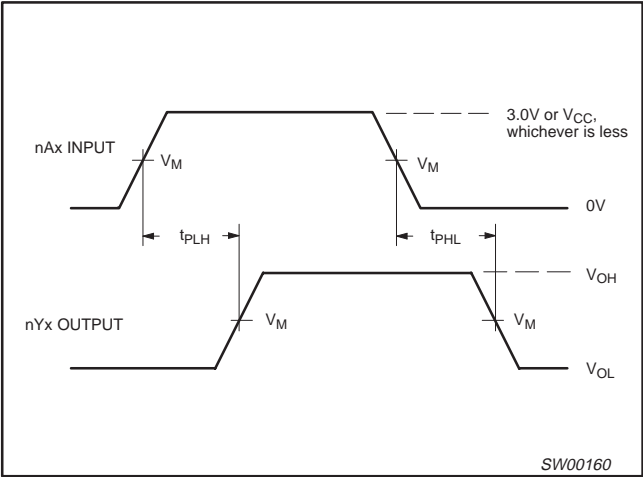 3.0V or VCC,
whichever is less
nAx INPUT
VM
VM
0V
tPLH
tPHL
VOH
nYx OUTPUT
VM
VM
VOL
SW00160